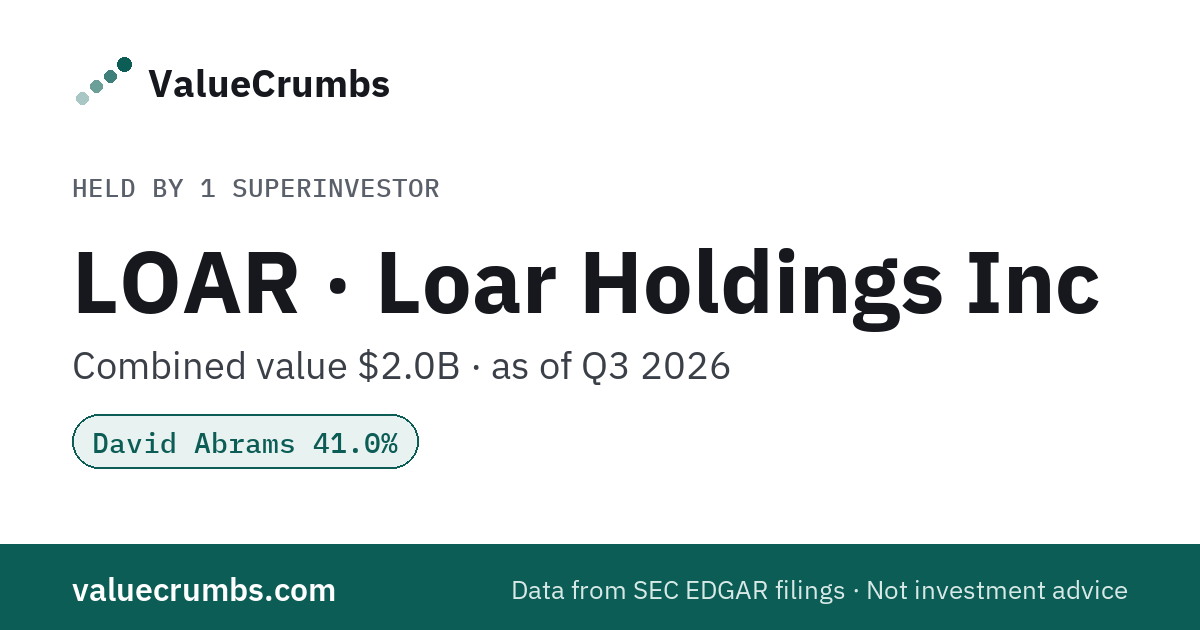 ValueCrumbs
HELD BY 1 SUPERINVESTOR
LOAR · Loar Holdings Inc
Combined value $2.0B · as of Q3 2026
David Abrams 41.0%
valuecrumbs.com
Data from SEC EDGAR filings · Not investment advice